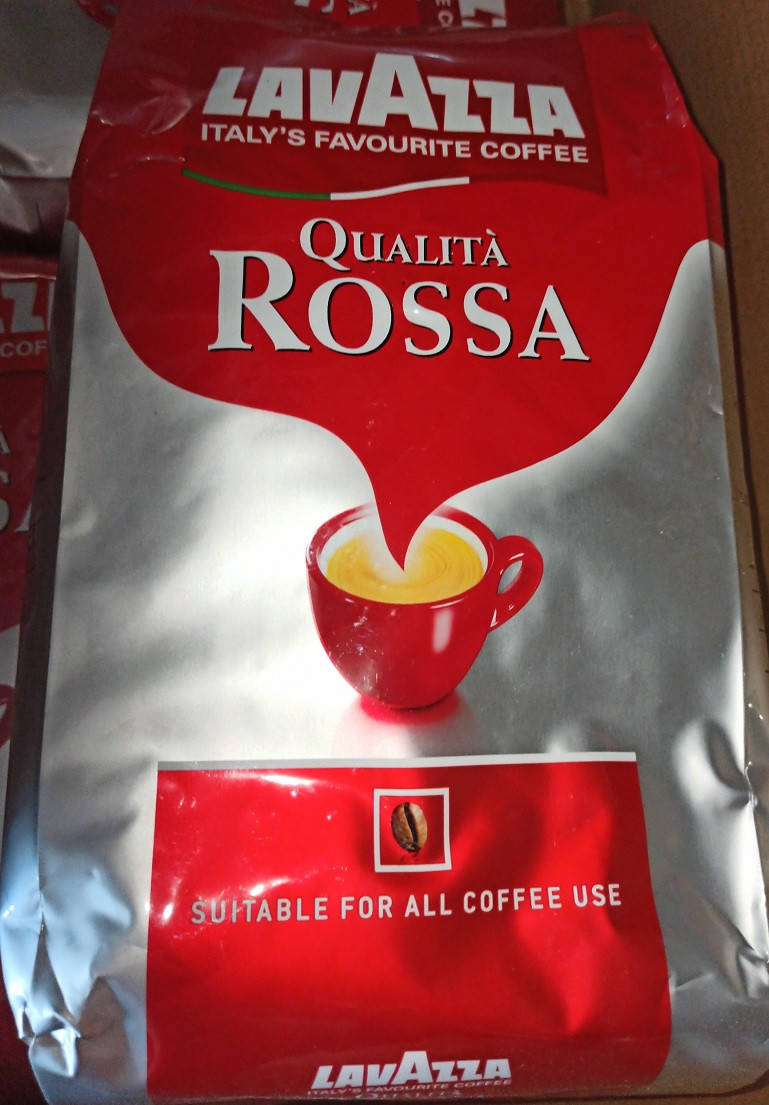 LAVAZZA
ITALY'S FAVOURITE COFFEE
QUALITÀ
ROSSA
SUITABLE FOR ALL COFFEE USE
LAVAZZA
ITALY'S FAVOURITE COFFEE